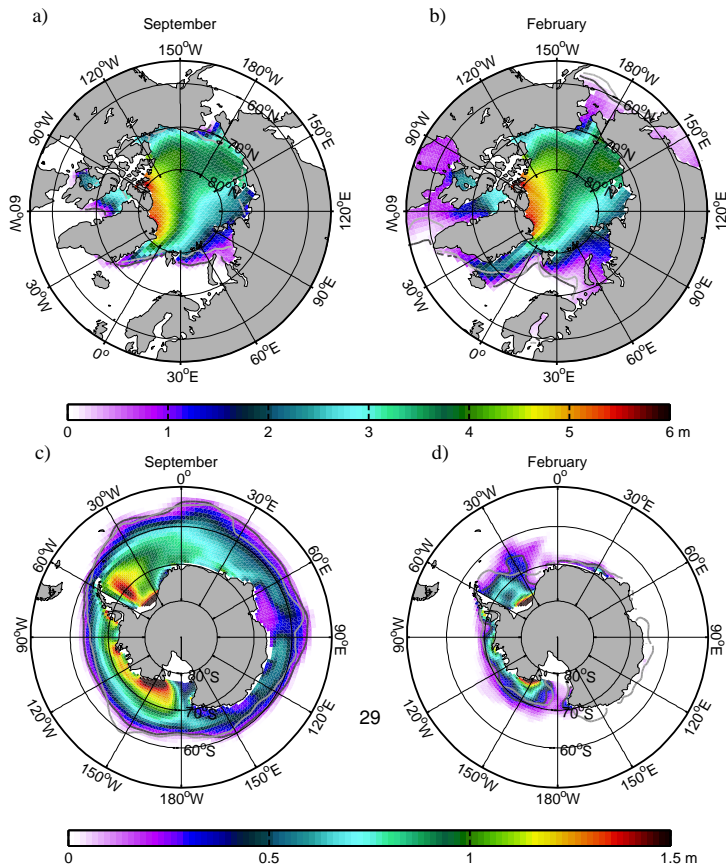 a)
September
150°W
120°W
180°W
90°W
60°N
150°E
70°N
80°N
60°W
120°E
30°W
90°E
0°
60°E
30°E
b)
February
150°W
120°W
180°W
90°W
60°N
150°E
70°N
80°N
60°W
120°E
30°W
90°E
0°
60°E
30°E
0 1 2 3 4 5 6 m
c)
September
0°
30°W
30°E
60°W
60°E
90°W
90°E
80°S
70°S
120°W
120°E
60°S
150°W
150°E
180°W
d)
February
0°
30°W
30°E
60°W
60°E
90°W
90°E
80°S
70°S
120°W
120°E
60°S
150°W
150°E
180°W
29
0 0.5 1 1.5 m